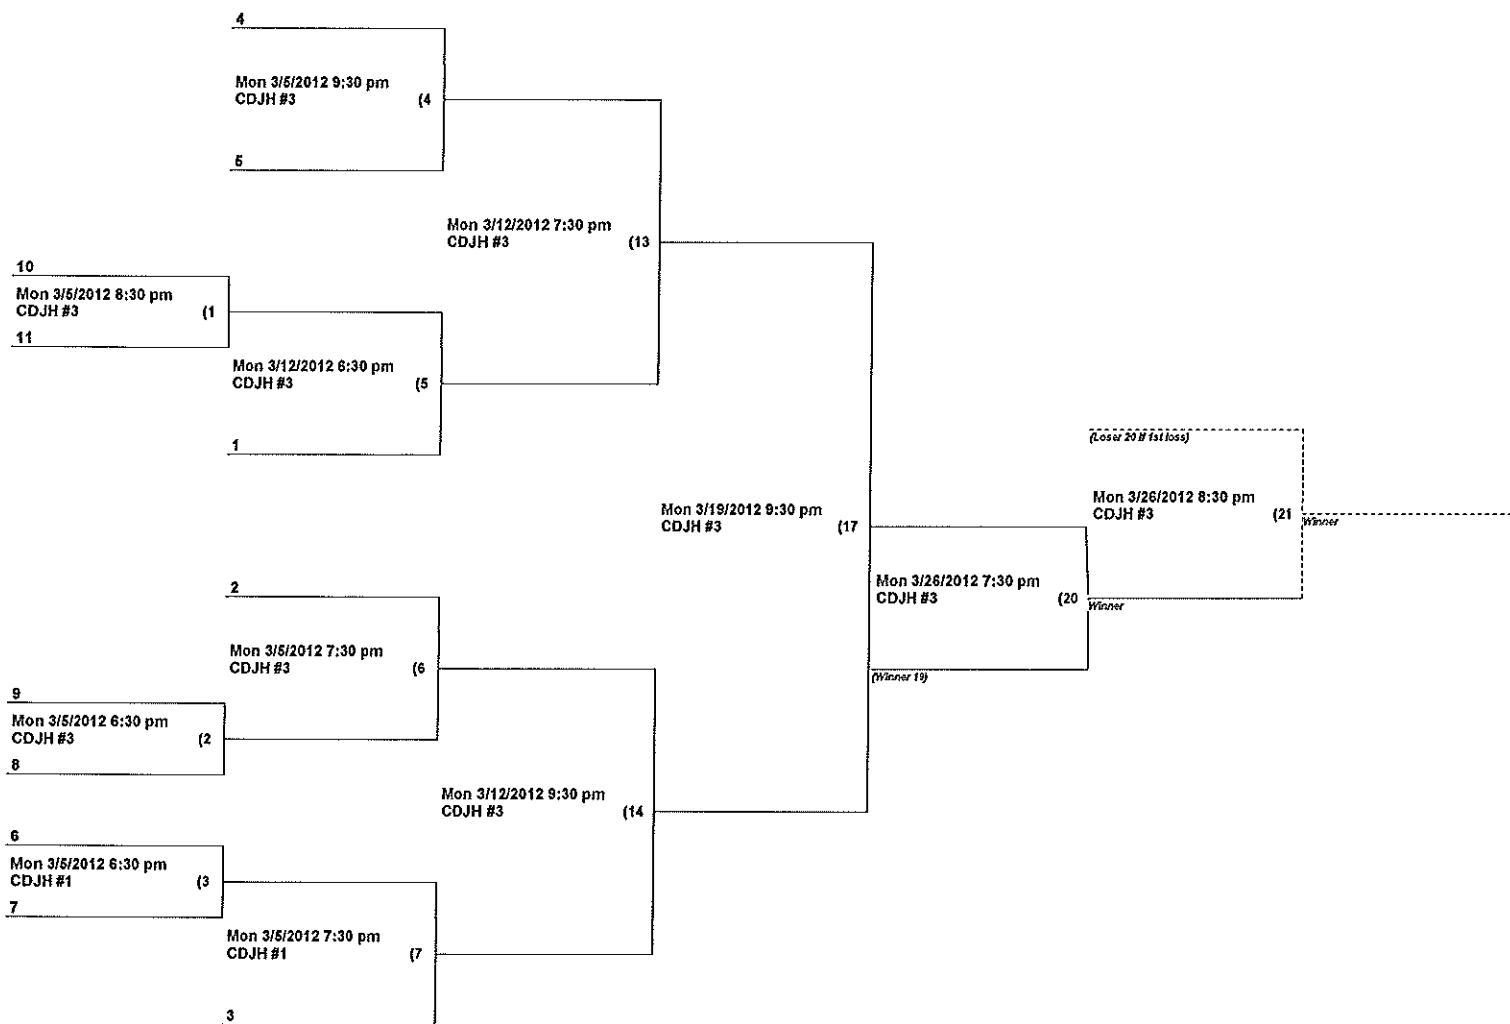 4
Mon 3/5/2012 9:30 pm
CDJH #3 (4
5
Mon 3/12/2012 7:30 pm
CDJH #3 (13
10
Mon 3/5/2012 8:30 pm
CDJH #3 (1
11
Mon 3/12/2012 6:30 pm
CDJH #3 (5
1
(Loser 20 if 1st loss)
Mon 3/26/2012 8:30 pm
CDJH #3 (21
Winner
Mon 3/19/2012 9:30 pm
CDJH #3 (17
2
Mon 3/26/2012 7:30 pm
CDJH #3 (20
Winner
Mon 3/5/2012 7:30 pm
CDJH #3 (6
(Winner 19)
9
Mon 3/5/2012 6:30 pm
CDJH #3 (2
8
Mon 3/12/2012 9:30 pm
CDJH #3 (14
6
Mon 3/5/2012 6:30 pm
CDJH #1 (3
7
Mon 3/5/2012 7:30 pm
CDJH #1 (7
3